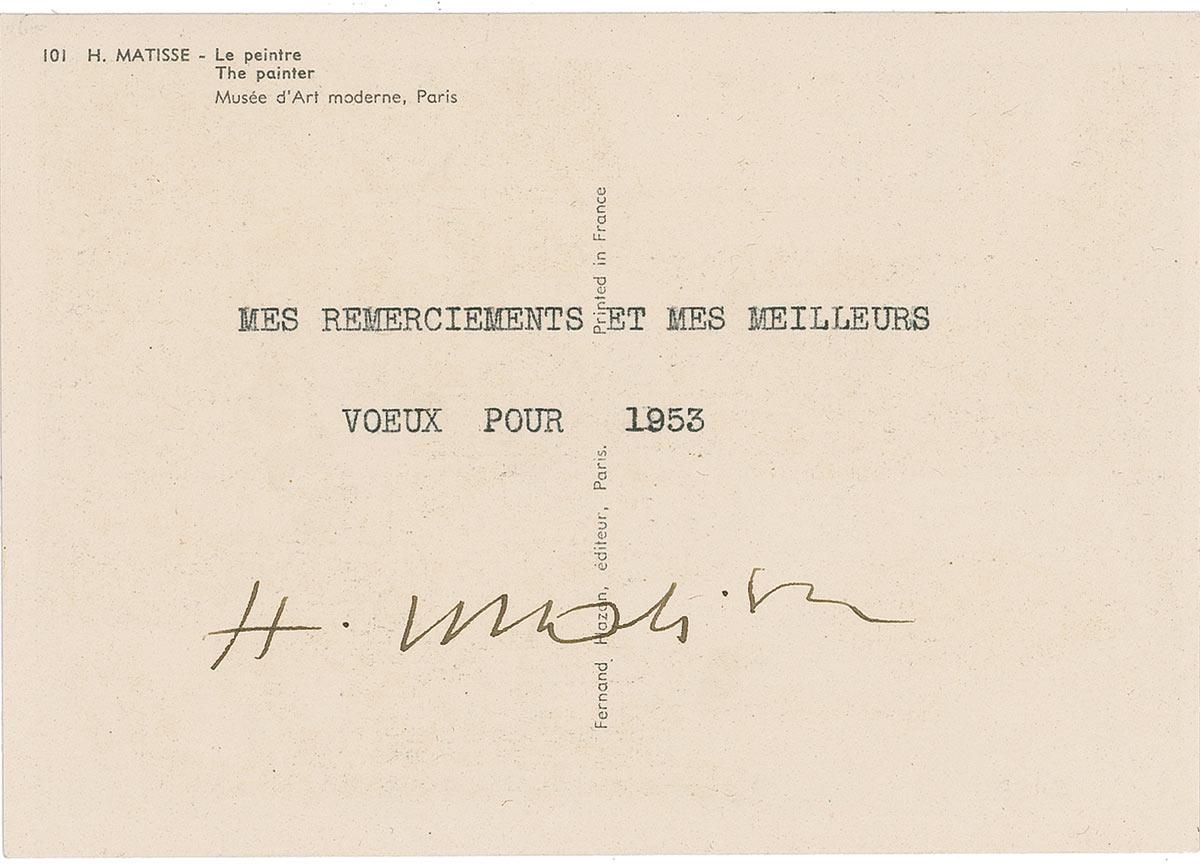 101 H. MATISSE - Le peintre
The painter
Musée d'Art moderne, Paris
MES REMERCIEMENTS ET MES MEILLEURS
VOEUX POUR 1953
H. Matisse
Fernand Hazan, éditeur, Paris. Printed in France